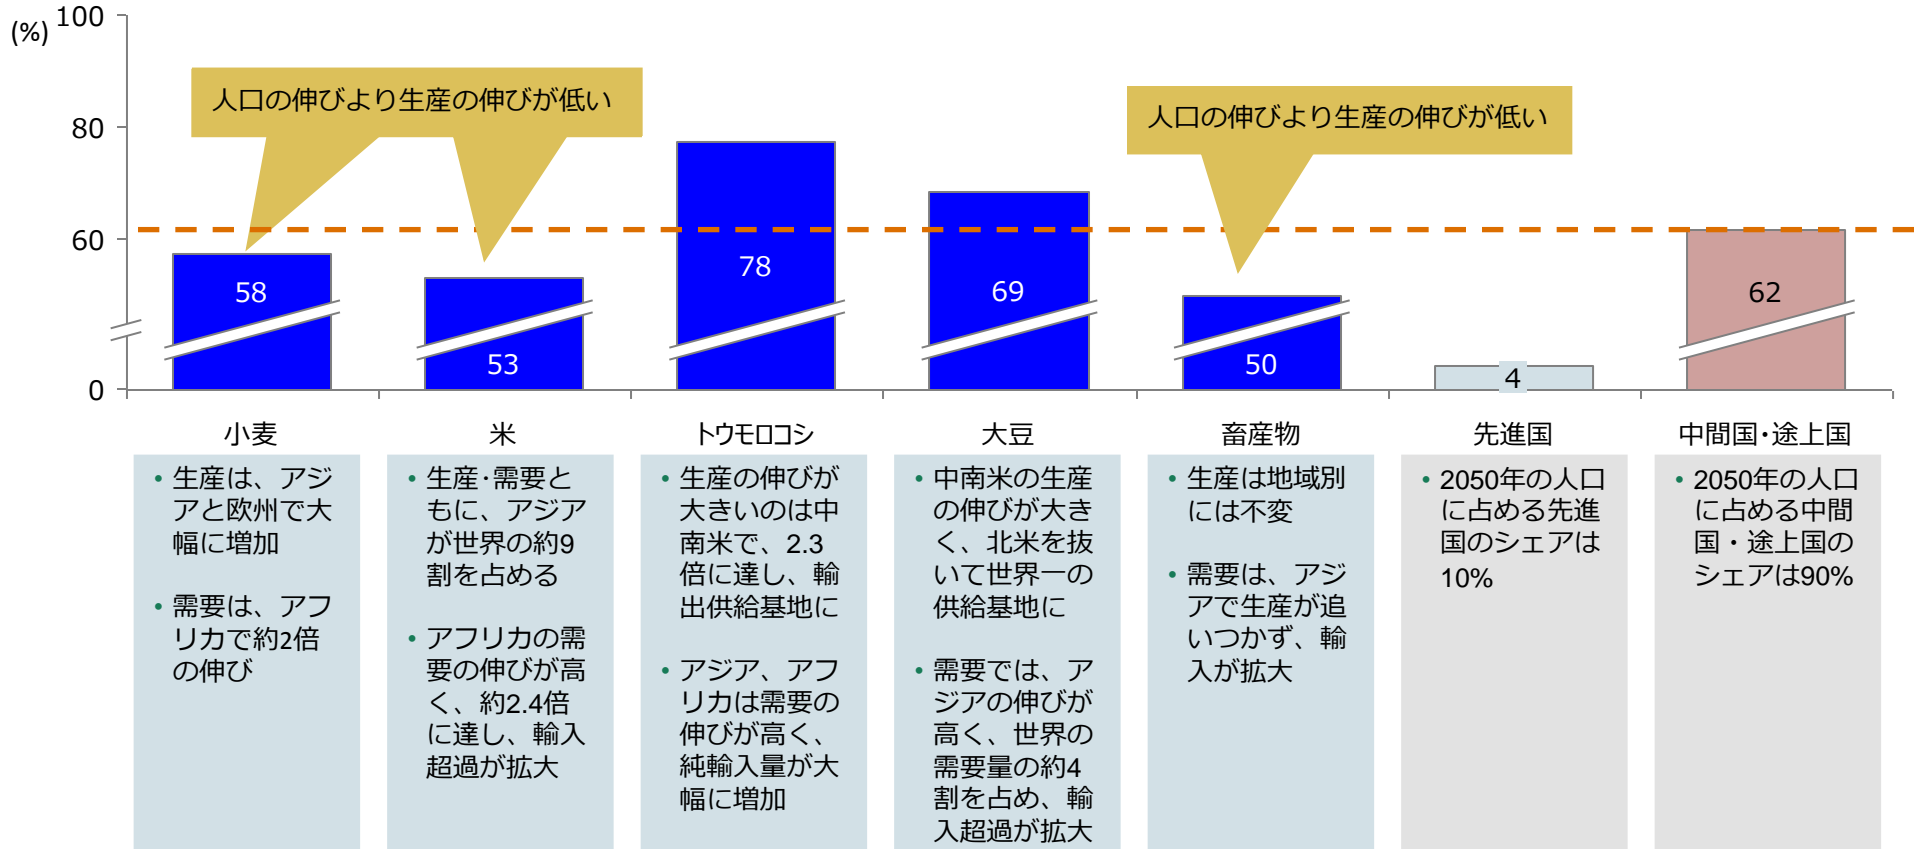 (%)
100
80
60
0
人口の伸びより生産の伸びが低い
人口の伸びより生産の伸びが低い
58
53
78
69
50
4
62
小麦
米
トウモロコシ
大豆
畜産物
先進国
中間国･途上国
• 生産は、アジ
アと欧州で大
幅に増加
• 需要は、アフ
リカで約2倍
の伸び
• 生産･需要と
もに、アジア
が世界の約9
割を占める
• アフリカの需
要の伸びが高
く、約2.4倍
に達し、輸入
超過が拡大
• 生産の伸びが
大きいのは中
南米で、2.3
倍に達し、輸
出供給基地に
• アジア、アフ
リカは需要の
伸びが高く、
純輸入量が大
幅に増加
• 中南米の生産
の伸びが大き
く、北米を抜
いて世界一の
供給基地に
• 需要では、ア
ジアの伸びが
高く、世界の
需要量の約4
割を占め、輸
入超過が拡大
• 生産は地域別
には不変
• 需要は、アジ
アで生産が追
いつかず、輸
入が拡大
• 2050年の人口
に占める先進
国のシェアは
10%
• 2050年の人口
に占める中間
国・途上国の
シェアは90%